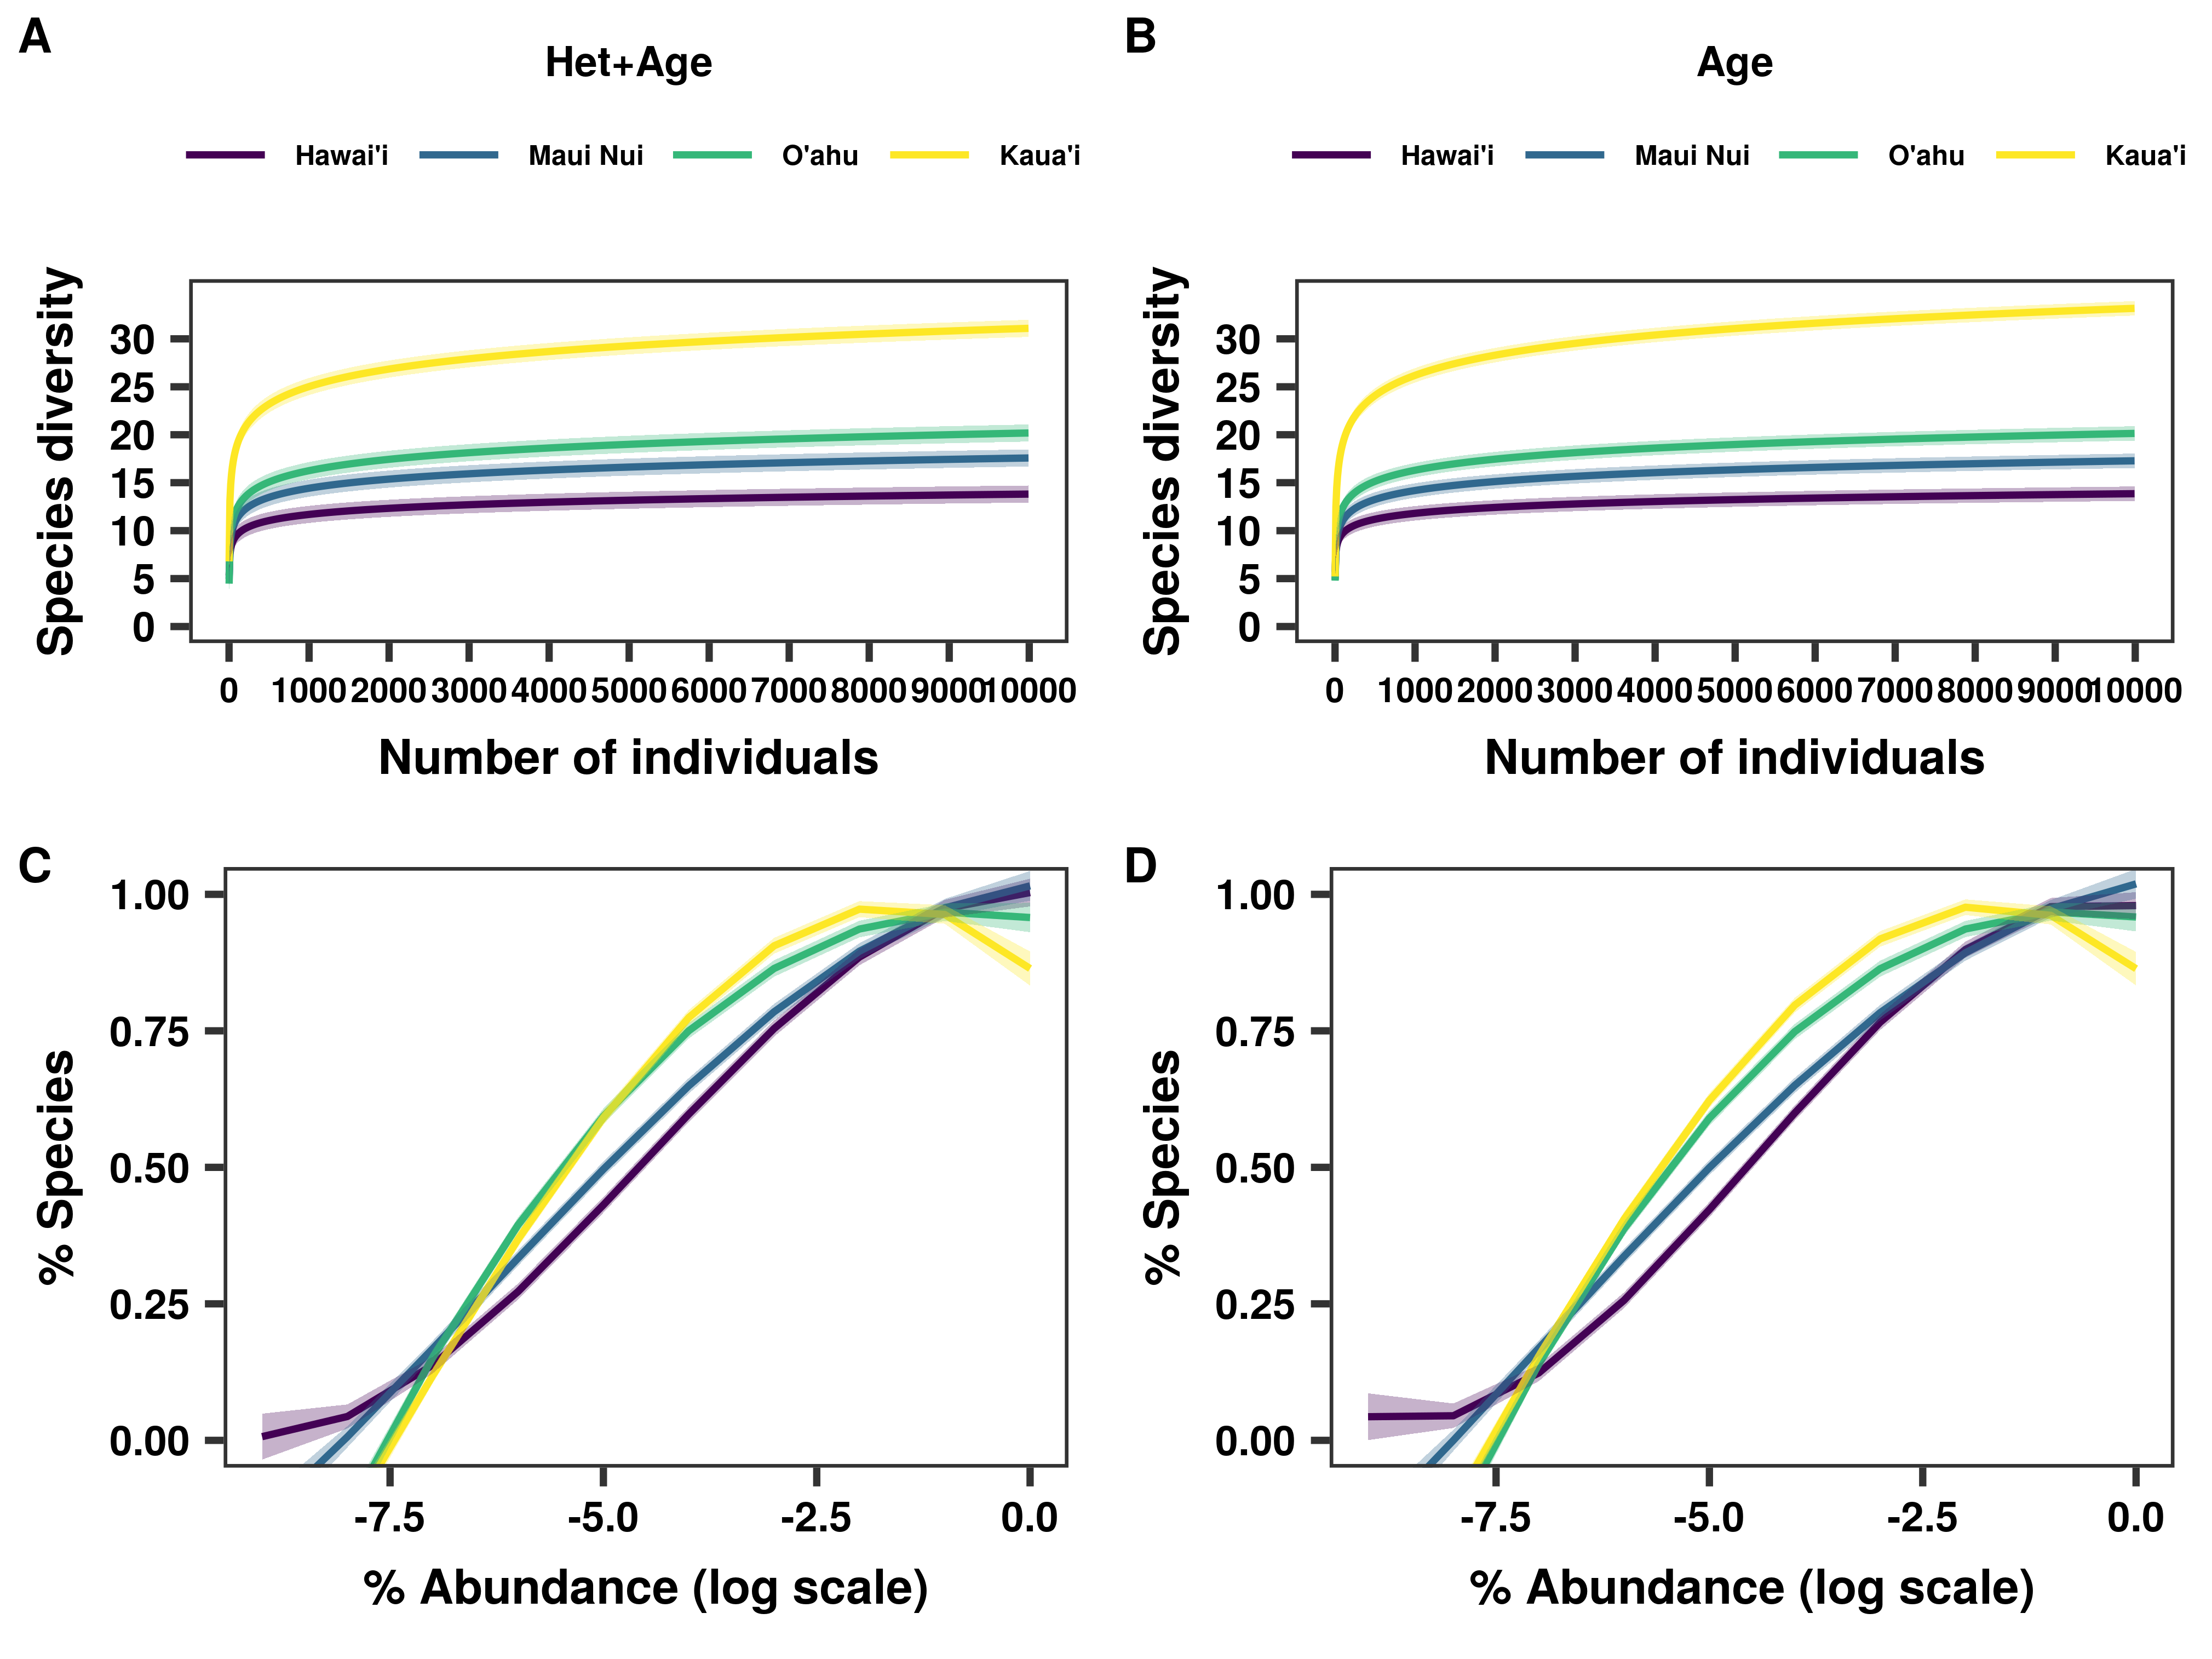 A
Het+Age
Hawai'i Maui Nui O'ahu Kaua'i
Species diversity
30
25
20
15
10
5
0
0 1000 2000 3000 4000 5000 6000 7000 8000 9000 10000
Number of individuals
B
Age
Hawai'i Maui Nui O'ahu Kaua'i
Species diversity
30
25
20
15
10
5
0
0 1000 2000 3000 4000 5000 6000 7000 8000 9000 10000
Number of individuals
C
% Species
1.00
0.75
0.50
0.25
0.00
-7.5 -5.0 -2.5 0.0
% Abundance (log scale)
D
% Species
1.00
0.75
0.50
0.25
0.00
-7.5 -5.0 -2.5 0.0
% Abundance (log scale)